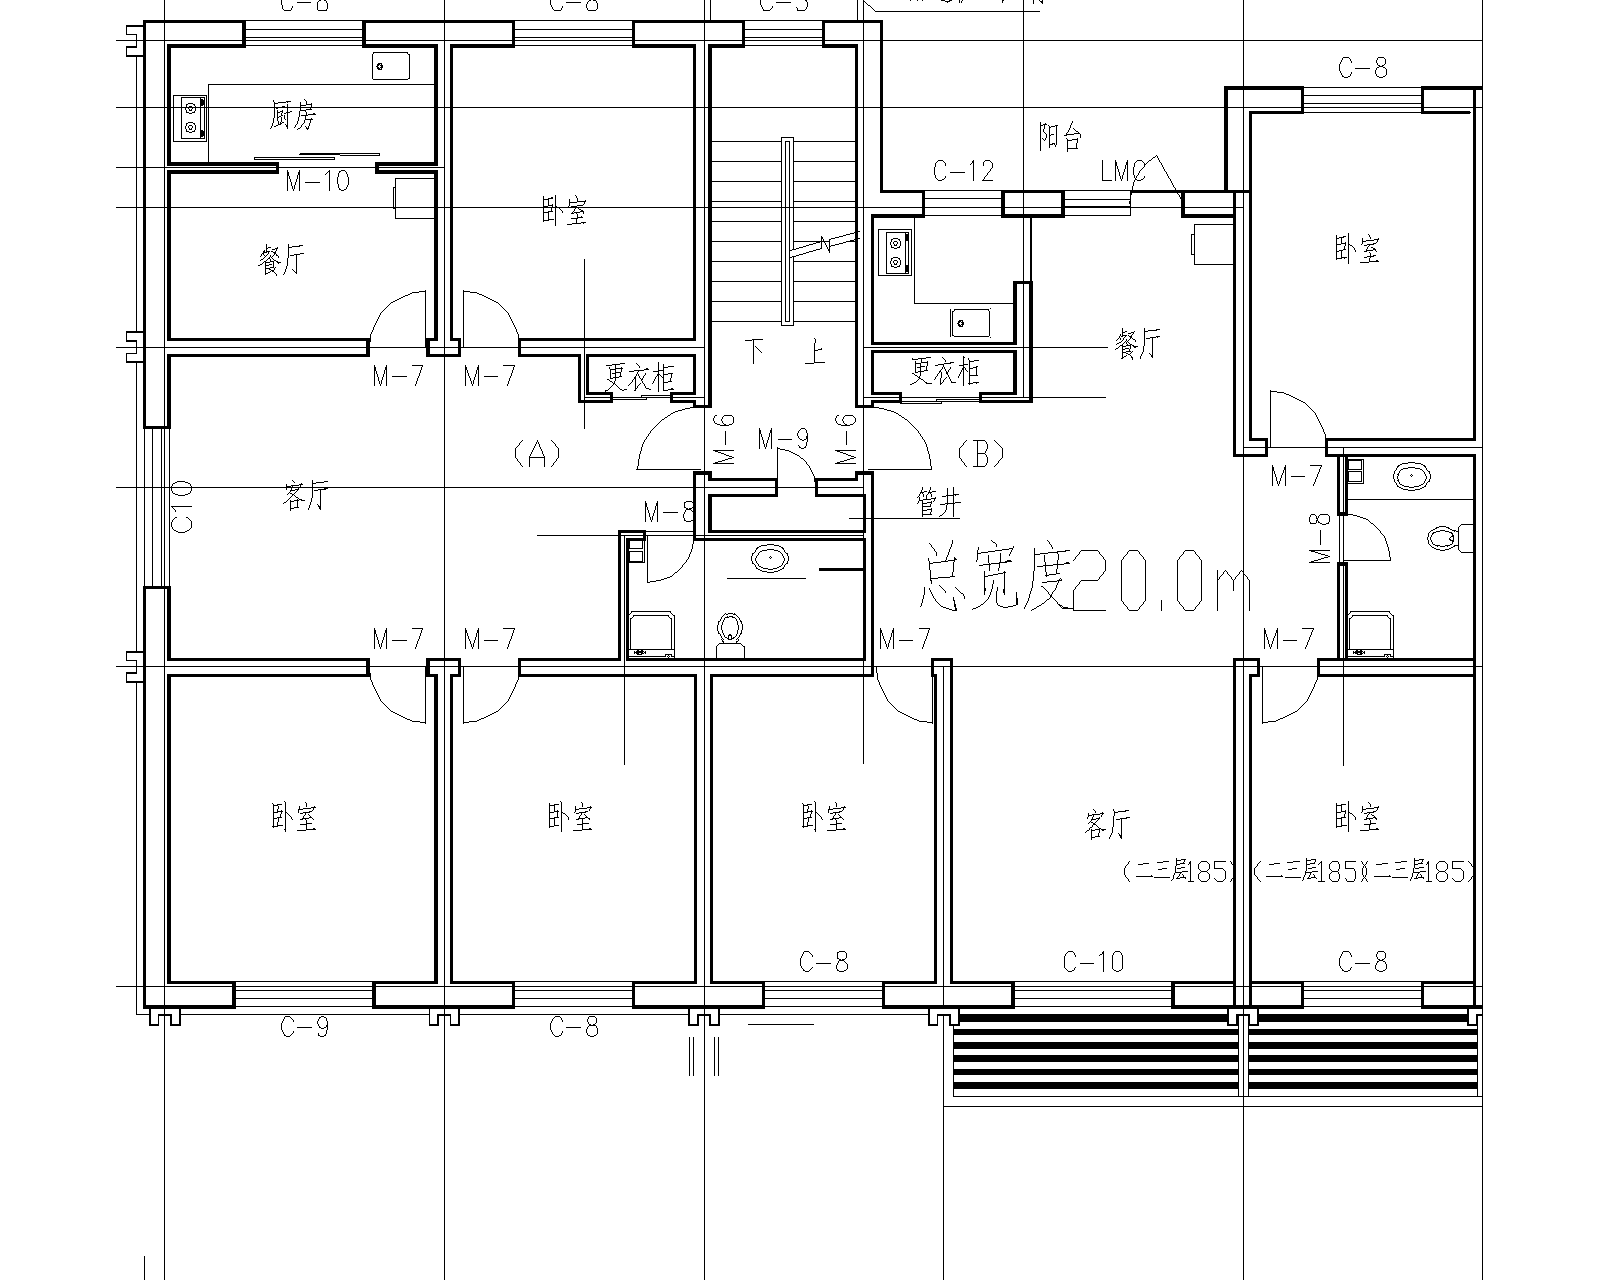 C-8
C-8
C-8
阳台
厨房
M-10
C-12
LMC
卧室
N
餐厅
卧室
下
上
餐厅
M-7
M-7
更衣柜
更衣柜
M-6
M-9
M-6
(A)
(B)
M-7
C10
客厅
M-8
管井
M-8
总宽度20.0m
M-7
M-7
M-7
M-7
卧室
卧室
卧室
客厅
卧室
(二三层185)
(二三层185)
(二三层185)
C-8
C-10
C-8
C-9
C-8